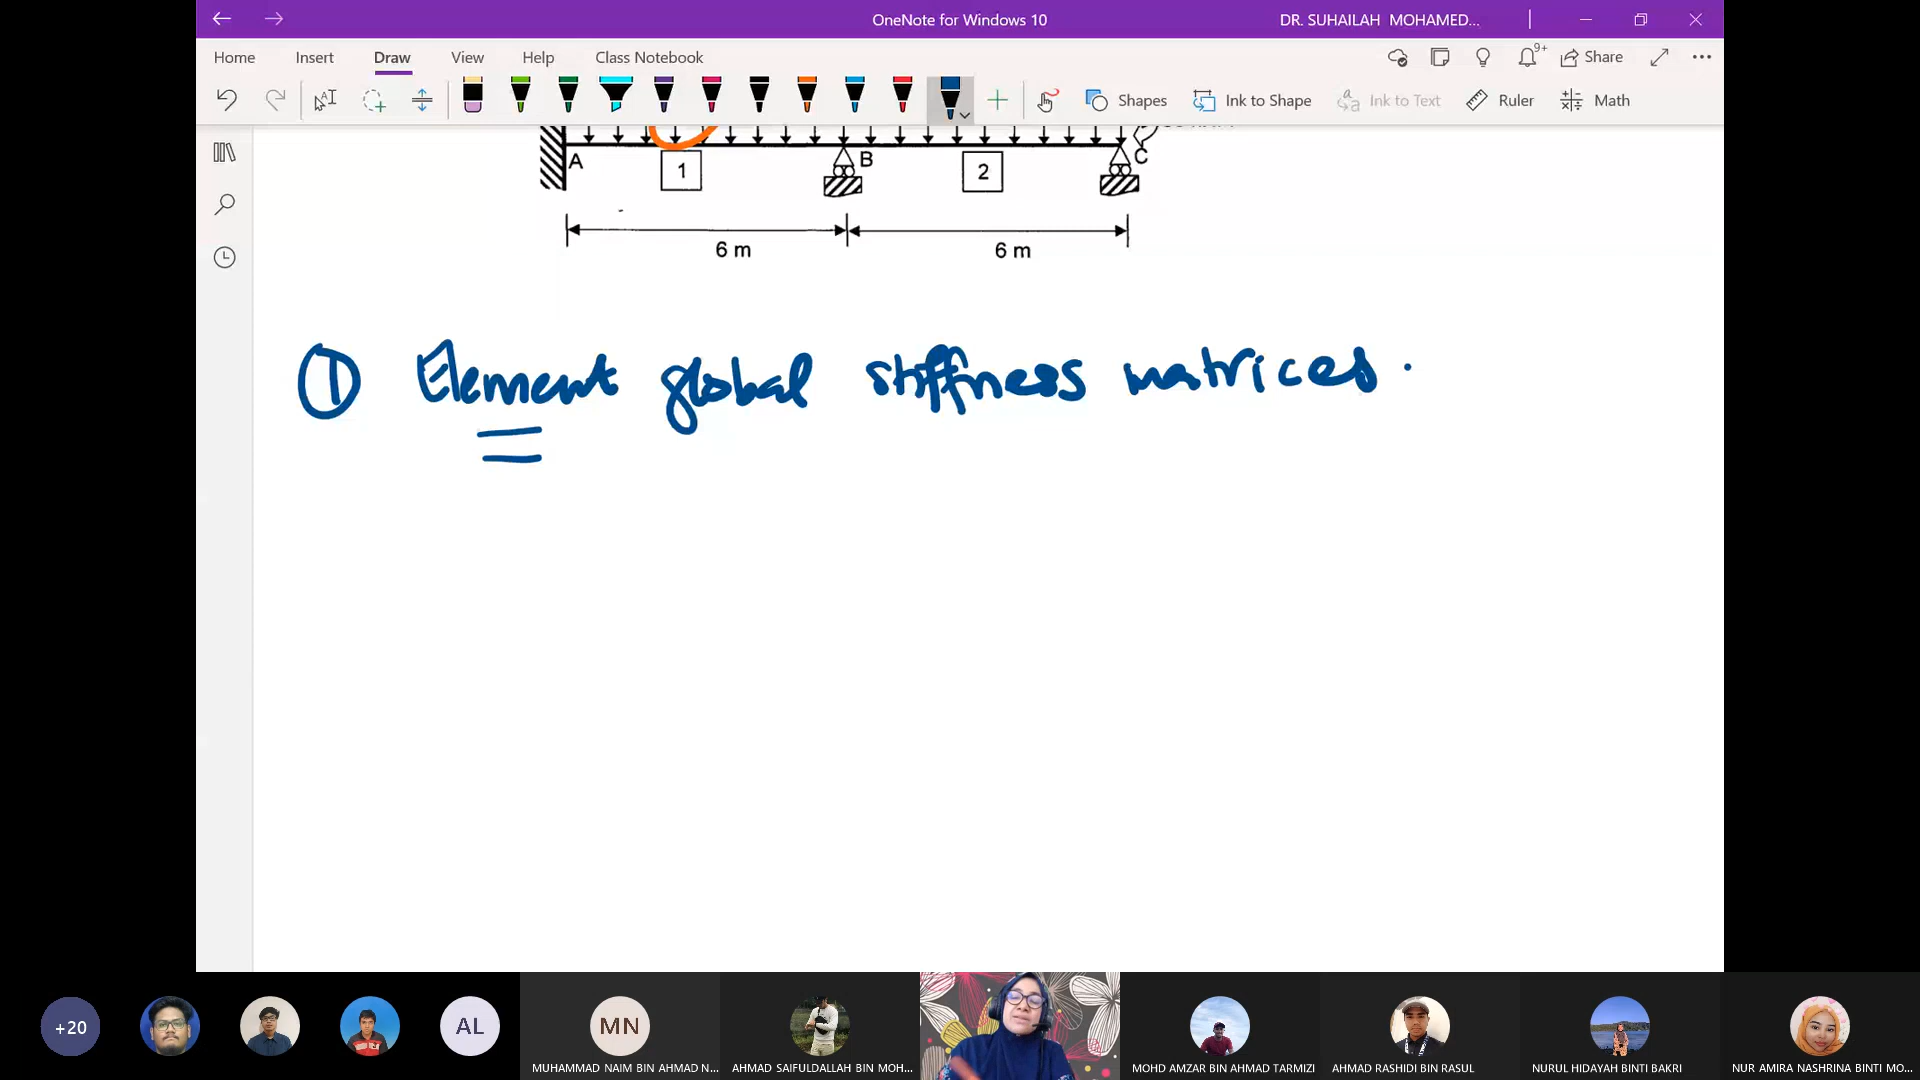 OneNote for Windows 10
DR. SUHAILAH MOHAMED...
Home Insert Draw View Help Class Notebook
9+
Share
Shapes Ink to Shape Ink to Text Ruler Math
A B C
1 2
6 m 6 m
① Element global stiffness matrices.
+20
AL
MN
MUHAMMAD NAIM BIN AHMAD N...
AHMAD SAIFULDALLAH BIN MOH...
MOHD AMZAR BIN AHMAD TARMIZI
AHMAD RASHIDI BIN RASUL
NURUL HIDAYAH BINTI BAKRI
NUR AMIRA NASHRINA BINTI MO...